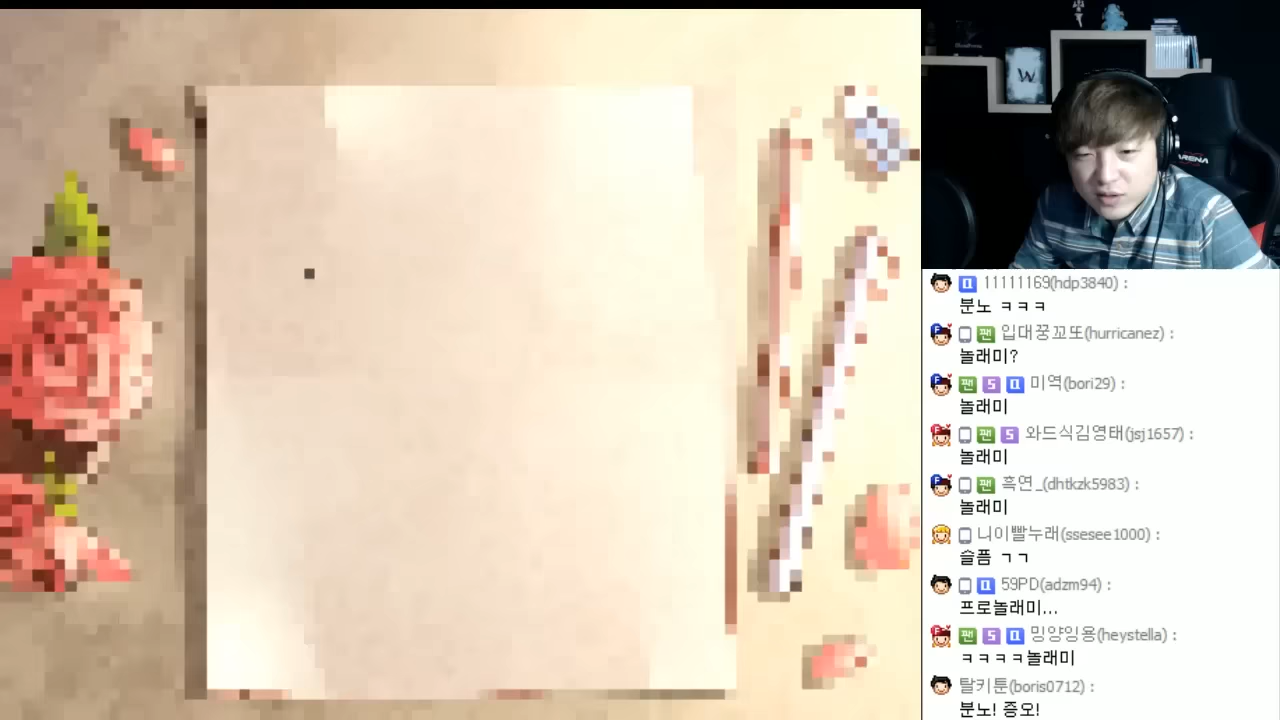 W
ARENA
11111169(hdp3840) :
분노 ㅋㅋㅋ
팬 입대꿍꼬또(hurricanez) :
놀래미?
팬 S 미역(bori29) :
놀래미
팬 S 와드식김영태(jsj1657) :
놀래미
팬 흑연_(dhtkzk5983) :
놀래미
니이빨누래(ssesee1000) :
슬픔 ㄱㄱ
59PD(adzm94) :
프로놀래미...
팬 S 밍양잉용(heystella) :
ㅋㅋㅋㅋ놀래미
탈키툰(boris0712) :
분노! 증오!